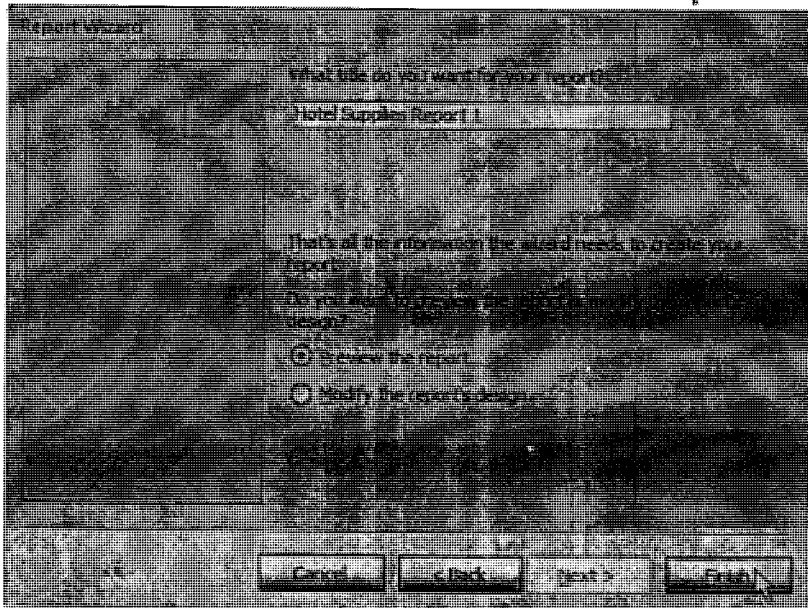 Report Wizard
What title do you want for your report?
Hotel Supplies Report 1
That's all the information the wizard needs to create your
report.
Do you want to preview the report or modify the report's
design?
Preview the report.
Modify the report's design.
Cancel
< Back
Next >
Finish